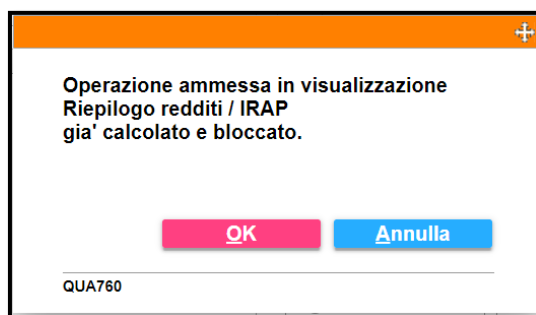 Operazione ammessa in visualizzazione
Riepilogo redditi / IRAP
gia' calcolato e bloccato.
OK
Annulla
QUA760